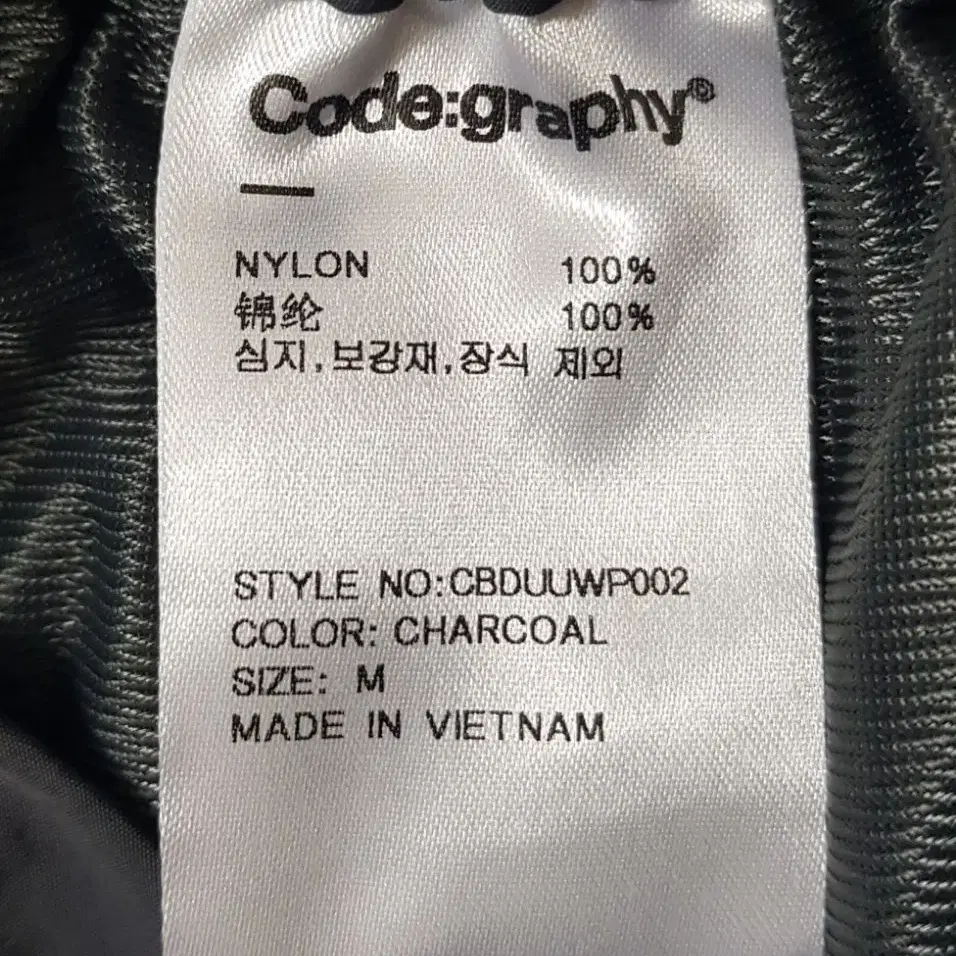 Code:graphy®
NYLON 100%
锦纶 100%
심지,보강재,장식 제외
STYLE NO:CBDUUWP002
COLOR: CHARCOAL
SIZE: M
MADE IN VIETNAM